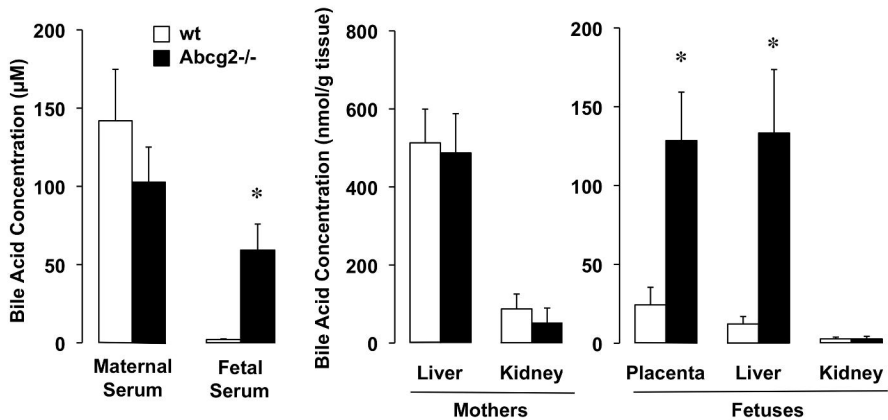 wt
Abcg2-/-
Bile Acid Concentration (µM)
200
150
100
50
0
Maternal
Serum
Fetal
Serum
*
Bile Acid Concentration (nmol/g tissue)
800
600
400
200
0
Liver
Kidney
Mothers
200
150
100
50
0
*
*
Placenta
Liver
Kidney
Fetuses